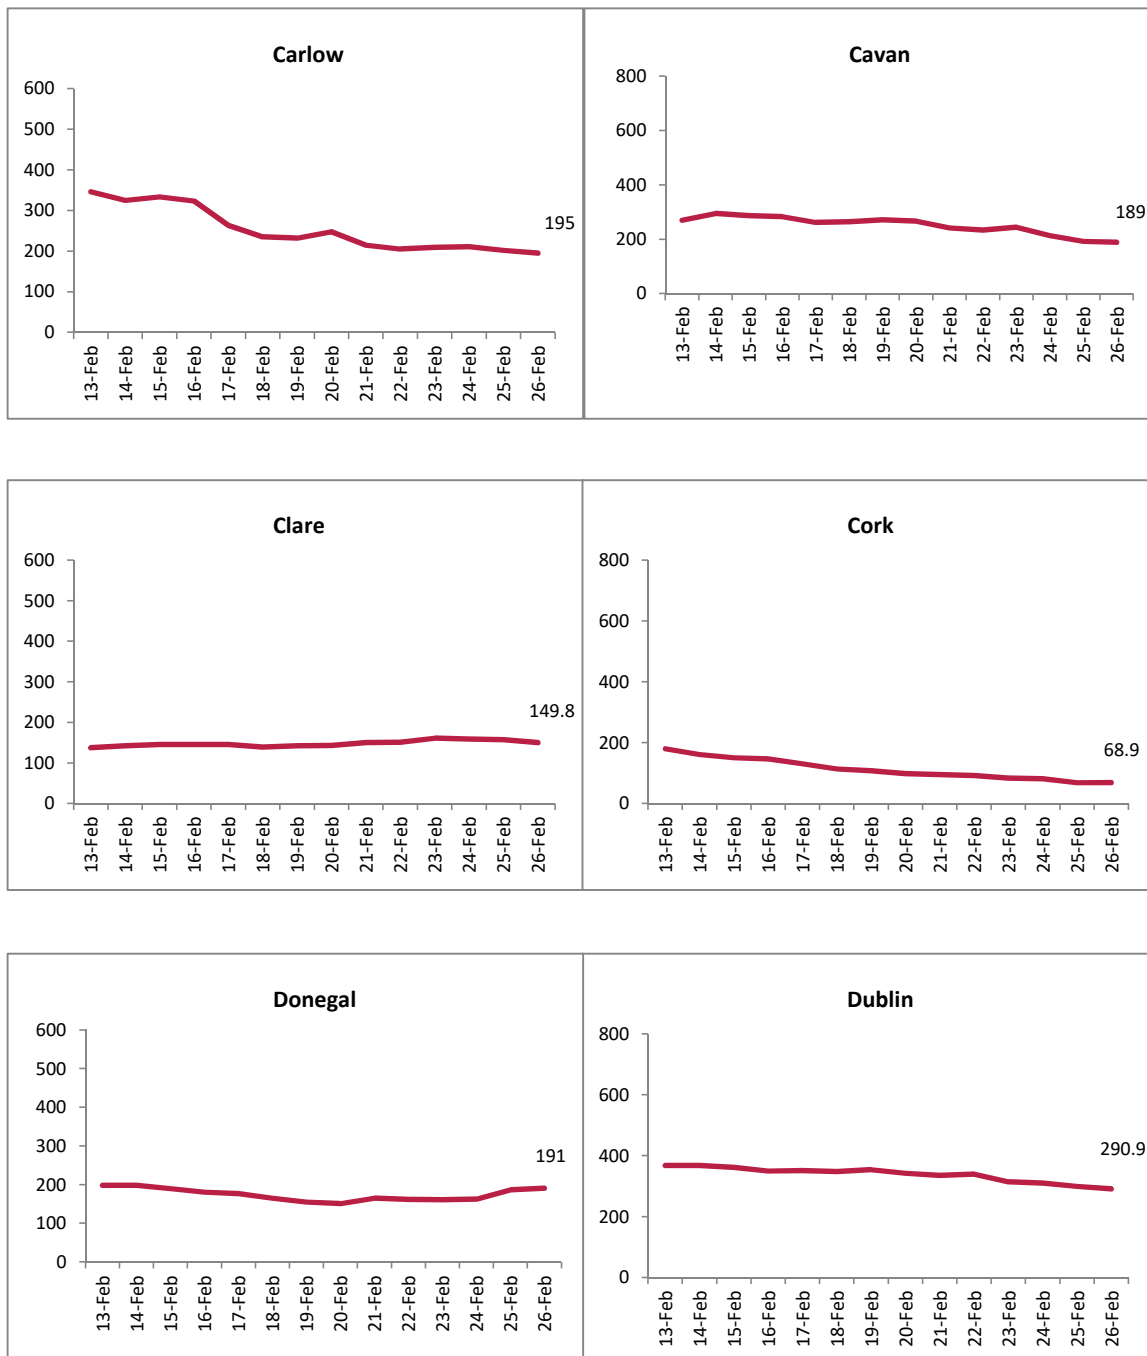 Carlow
600
500
400
300
200
100
0
195
13-Feb
14-Feb
15-Feb
16-Feb
17-Feb
18-Feb
19-Feb
20-Feb
21-Feb
22-Feb
23-Feb
24-Feb
25-Feb
26-Feb
Cavan
800
600
400
200
0
189
13-Feb
14-Feb
15-Feb
16-Feb
17-Feb
18-Feb
19-Feb
20-Feb
21-Feb
22-Feb
23-Feb
24-Feb
25-Feb
26-Feb
Clare
600
500
400
300
200
100
0
149.8
13-Feb
14-Feb
15-Feb
16-Feb
17-Feb
18-Feb
19-Feb
20-Feb
21-Feb
22-Feb
23-Feb
24-Feb
25-Feb
26-Feb
Cork
800
600
400
200
0
68.9
13-Feb
14-Feb
15-Feb
16-Feb
17-Feb
18-Feb
19-Feb
20-Feb
21-Feb
22-Feb
23-Feb
24-Feb
25-Feb
26-Feb
Donegal
600
500
400
300
200
100
0
191
13-Feb
14-Feb
15-Feb
16-Feb
17-Feb
18-Feb
19-Feb
20-Feb
21-Feb
22-Feb
23-Feb
24-Feb
25-Feb
26-Feb
Dublin
800
600
400
200
0
290.9
13-Feb
14-Feb
15-Feb
16-Feb
17-Feb
18-Feb
19-Feb
20-Feb
21-Feb
22-Feb
23-Feb
24-Feb
25-Feb
26-Feb